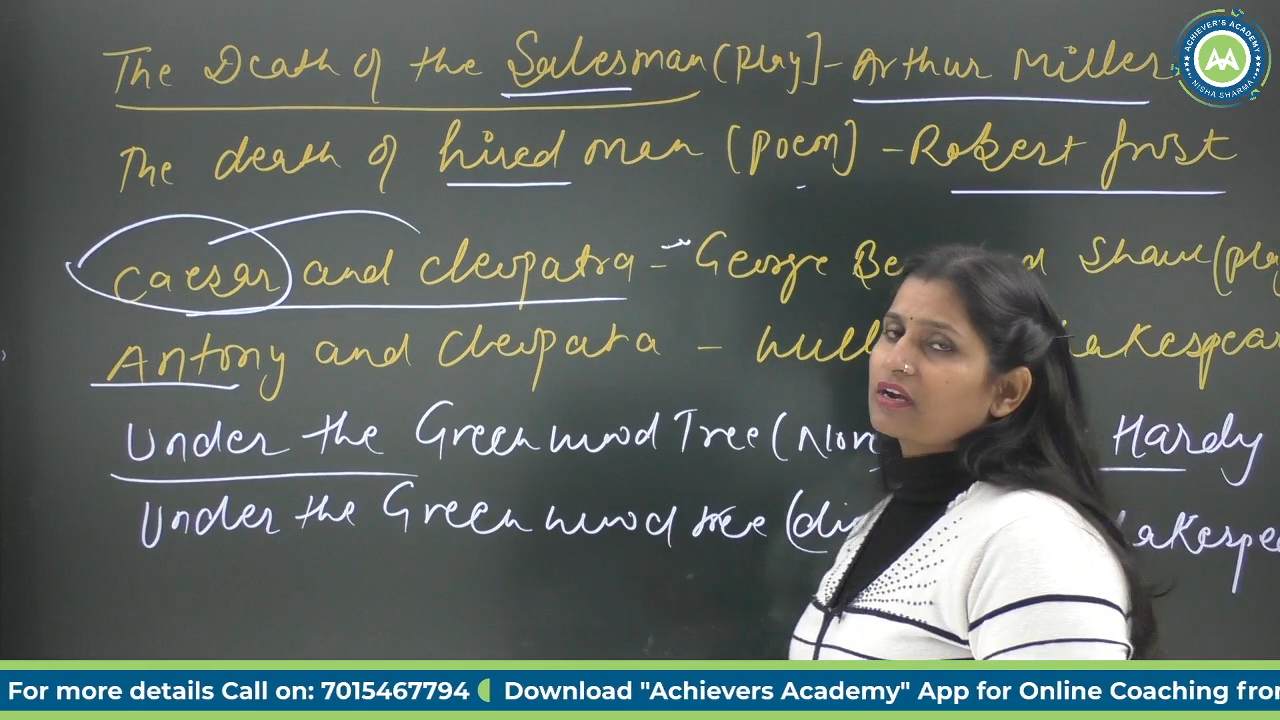 The Death of the Salesman (Play] - Arthur Miller
The death of hired man (poem] - Robert frost
Caesar and cleopatra - George Be d Shaw (pla
Antony and Cleopatra - will akespear
Under the Greenwood Tree (Nov Hardy
Under the Greenwood tree (di akespea
ACHIEVER'S ACADEMY
AA
NISHA SHARMA
For more details Call on: 7015467794 Download "Achievers Academy" App for Online Coaching fro